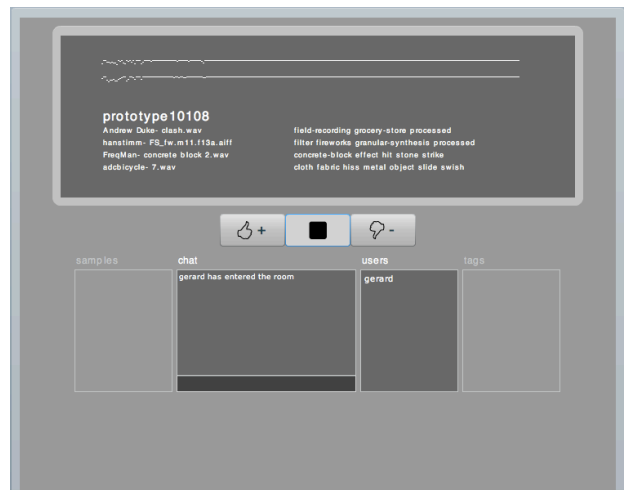 prototype10108
Andrew Duke- clash.wav field-recording grocery-store processed
hanstimm- FS_fw.m11.f13a.aiff filter fireworks granular-synthesis processed
FreqMan- concrete block 2.wav concrete-block effect hit stone strike
adcbicycle- 7.wav cloth fabric hiss metal object slide swish
+ -
samples chat users tags
gerard has entered the room gerard